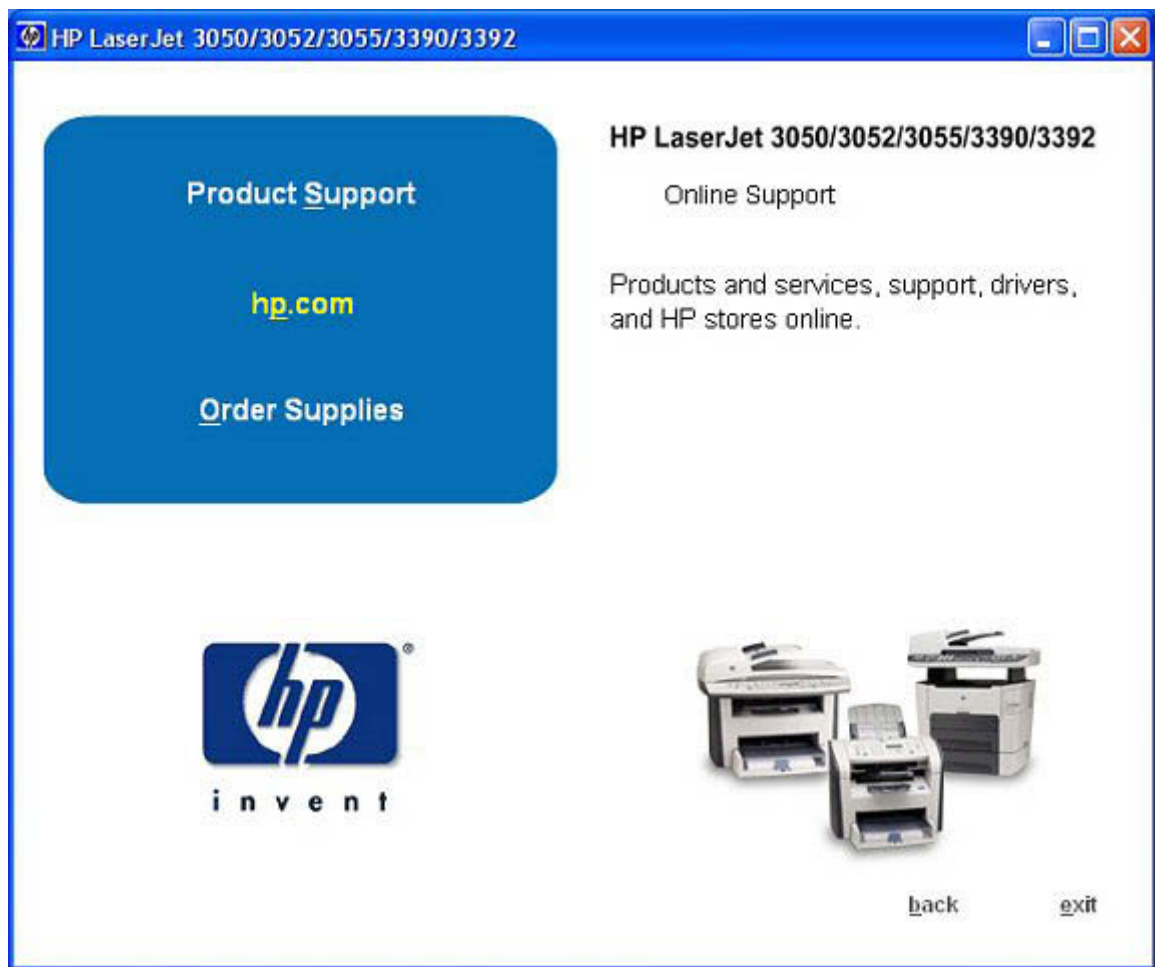 HP LaserJet 3050/3052/3055/3390/3392
Product Support
hp.com
Order Supplies
HP LaserJet 3050/3052/3055/3390/3392
Online Support
Products and services, support, drivers,
and HP stores online.
hp
®
invent
back
exit